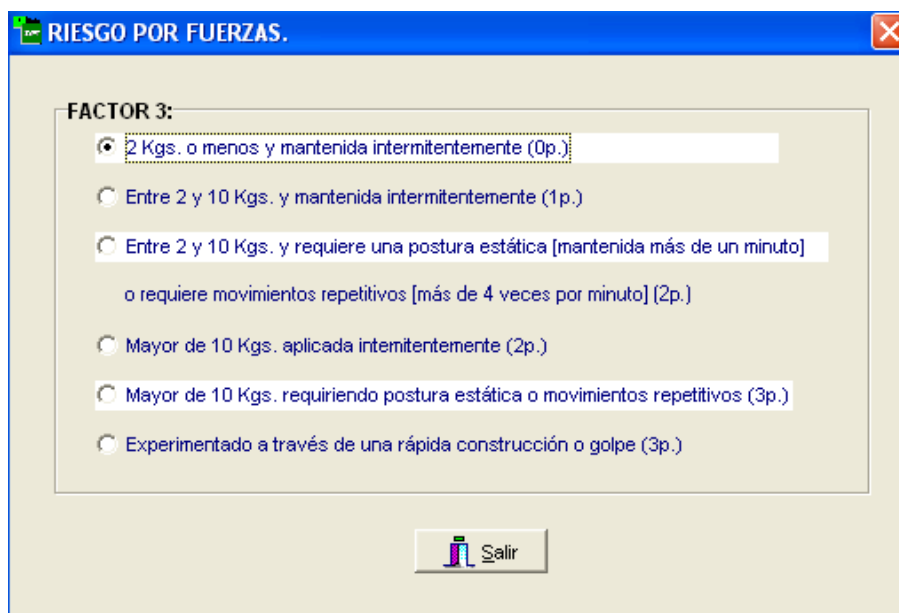 RIESGO POR FUERZAS.
FACTOR 3:
2 Kgs. o menos y mantenida intermitentemente (0p.)
Entre 2 y 10 Kgs. y mantenida intermitentemente (1p.)
Entre 2 y 10 Kgs. y requiere una postura estática [mantenida más de un minuto]
o requiere movimientos repetitivos [más de 4 veces por minuto] (2p.)
Mayor de 10 Kgs. aplicada intemitentemente (2p.)
Mayor de 10 Kgs. requiriendo postura estática o movimientos repetitivos (3p.)
Experimentado a través de una rápida construcción o golpe (3p.)
Salir